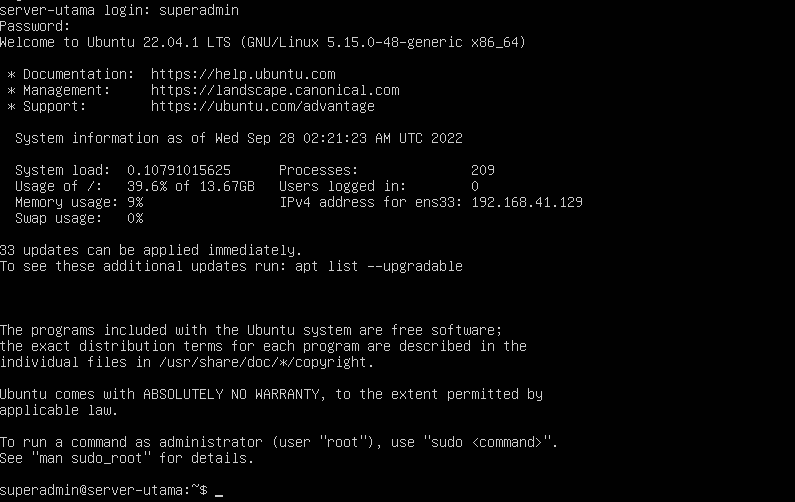 server-utama login: superadmin
Password:
Welcome to Ubuntu 22.04.1 LTS (GNU/Linux 5.15.0-48-generic x86_64)
* Documentation:  https://help.ubuntu.com
* Management:     https://landscape.canonical.com
* Support:        https://ubuntu.com/advantage
System information as of Wed Sep 28 02:21:23 AM UTC 2022
System load:  0.10791015625      Processes:              209
Usage of /:   39.6% of 13.67GB   Users logged in:        0
Memory usage: 9%                 IPv4 address for ens33: 192.168.41.129
Swap usage:   0%
33 updates can be applied immediately.
To see these additional updates run: apt list --upgradable
The programs included with the Ubuntu system are free software;
the exact distribution terms for each program are described in the
individual files in /usr/share/doc/*/copyright.
Ubuntu comes with ABSOLUTELY NO WARRANTY, to the extent permitted by
applicable law.
To run a command as administrator (user "root"), use "sudo <command>".
See "man sudo_root" for details.
superadmin@server-utama:~$ _